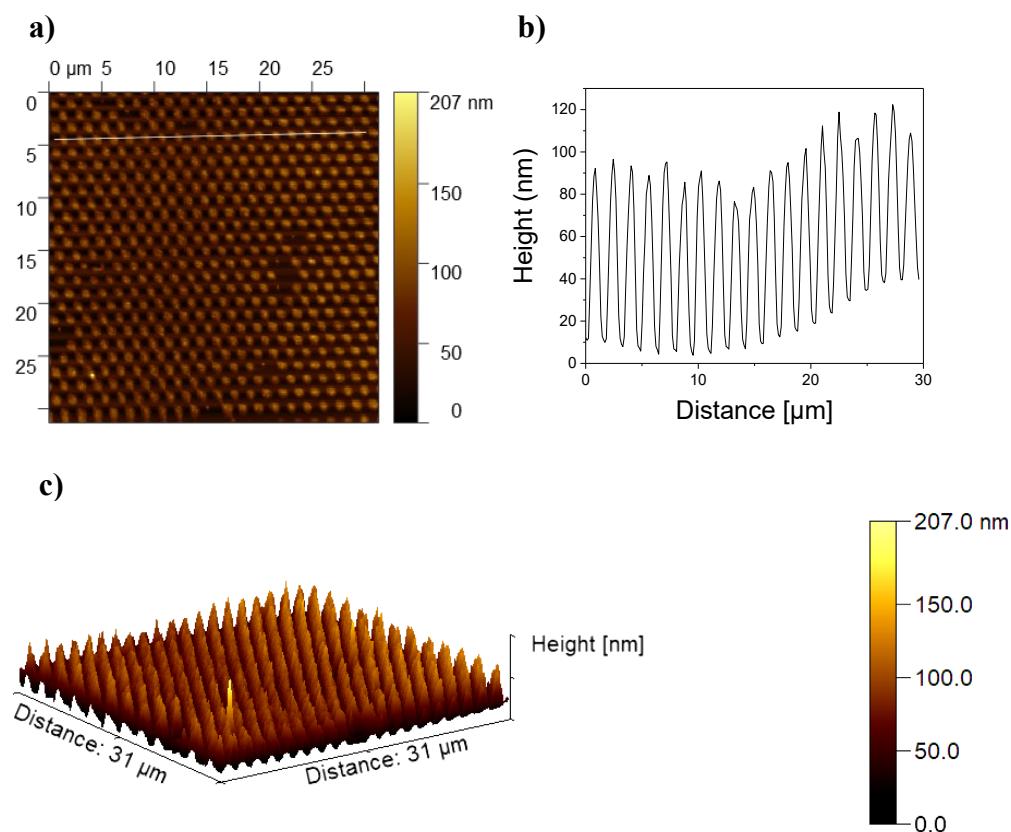 a)
0 µm 5 10 15 20 25
0
5
10
15
20
25
207 nm
150
100
50
0
b)
120
100
80
60
40
20
0
0 10 20 30
Height (nm)
Distance [µm]
c)
Height [nm]
Distance: 31 µm
Distance: 31 µm
207.0 nm
150.0
100.0
50.0
0.0